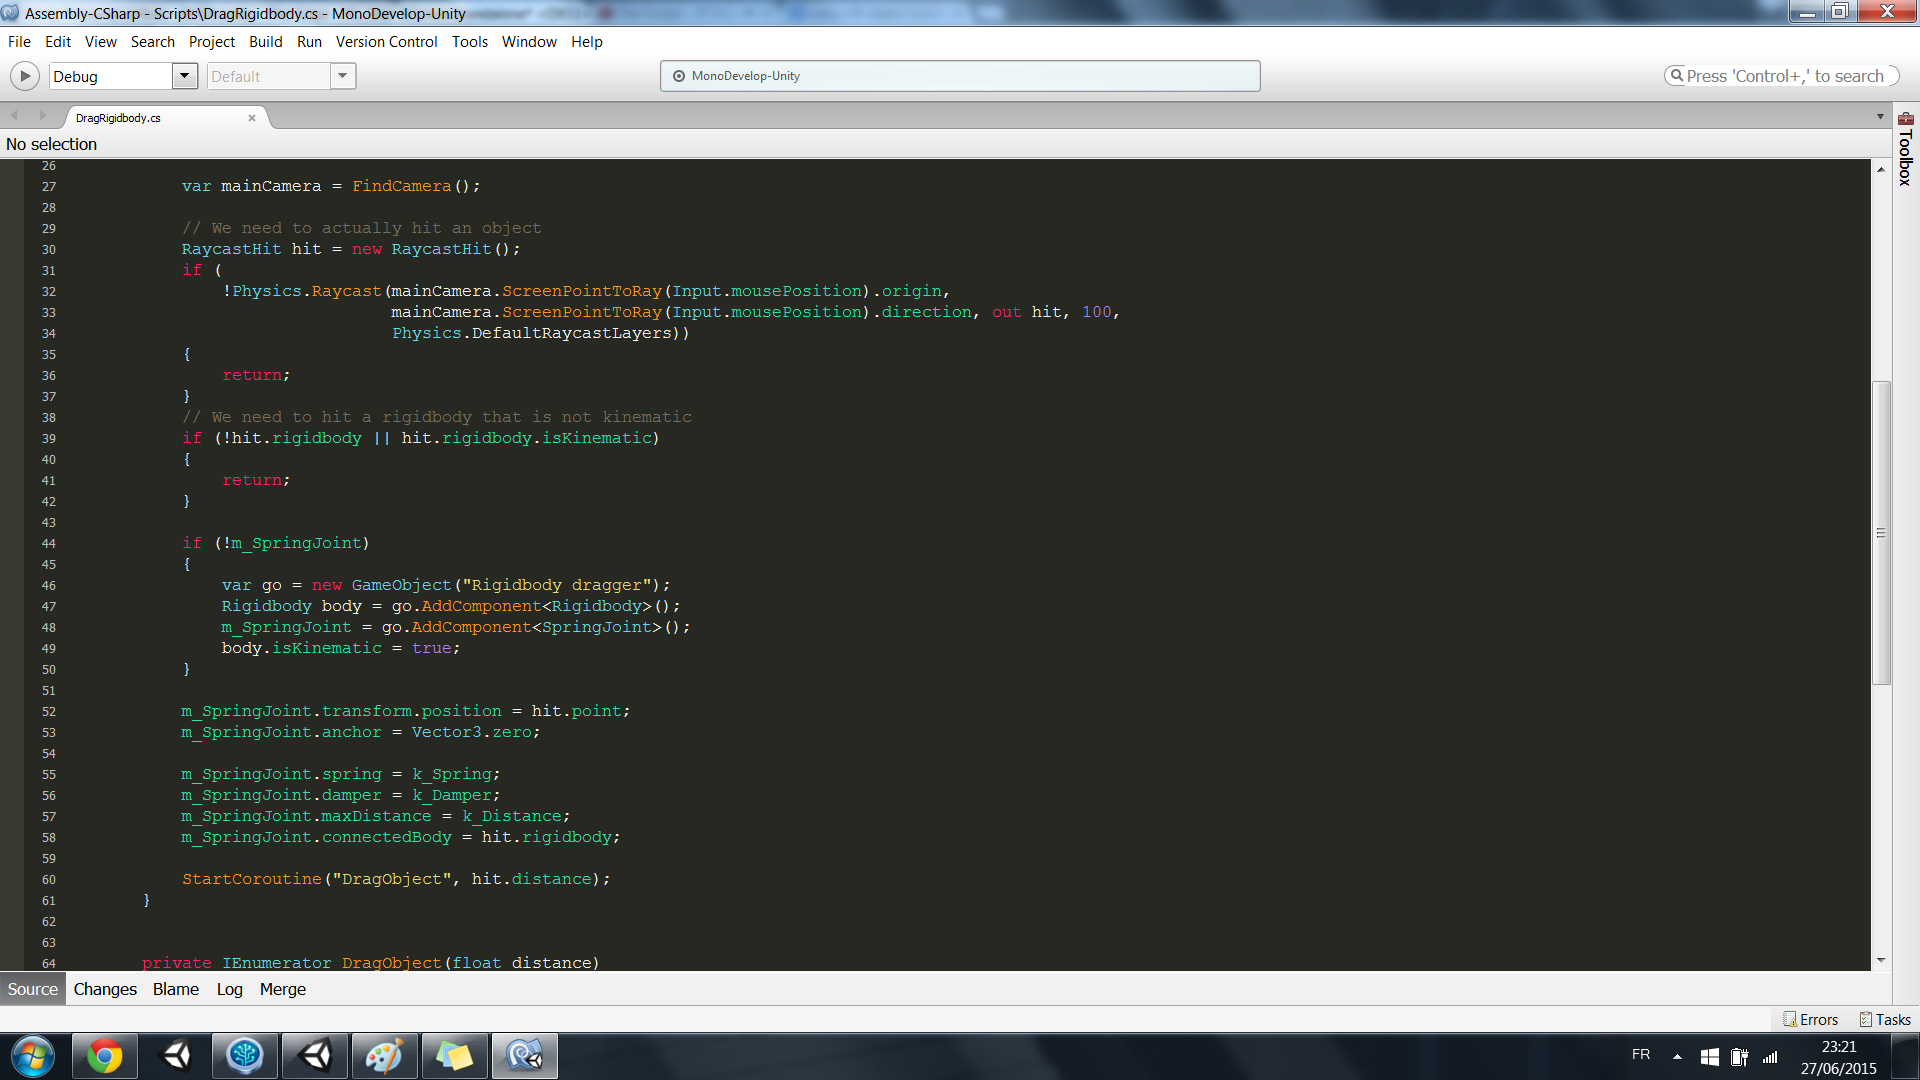 Assembly-CSharp - Scripts\DragRigidbody.cs - MonoDevelop-Unity
File Edit View Search Project Build Run Version Control Tools Window Help
Debug Default MonoDevelop-Unity Press 'Control+,' to search
DragRigidbody.cs
No selection
Toolbox
26
27 var mainCamera = FindCamera();
28
29 // We need to actually hit an object
30 RaycastHit hit = new RaycastHit();
31 if (
32 !Physics.Raycast(mainCamera.ScreenPointToRay(Input.mousePosition).origin,
33 mainCamera.ScreenPointToRay(Input.mousePosition).direction, out hit, 100,
34 Physics.DefaultRaycastLayers))
35 {
36 return;
37 }
38 // We need to hit a rigidbody that is not kinematic
39 if (!hit.rigidbody || hit.rigidbody.isKinematic)
40 {
41 return;
42 }
43
44 if (!m_SpringJoint)
45 {
46 var go = new GameObject("Rigidbody dragger");
47 Rigidbody body = go.AddComponent<Rigidbody>();
48 m_SpringJoint = go.AddComponent<SpringJoint>();
49 body.isKinematic = true;
50 }
51
52 m_SpringJoint.transform.position = hit.point;
53 m_SpringJoint.anchor = Vector3.zero;
54
55 m_SpringJoint.spring = k_Spring;
56 m_SpringJoint.damper = k_Damper;
57 m_SpringJoint.maxDistance = k_Distance;
58 m_SpringJoint.connectedBody = hit.rigidbody;
59
60 StartCoroutine("DragObject", hit.distance);
61 }
62
63
64 private IEnumerator DragObject(float distance)
Source Changes Blame Log Merge
Errors Tasks
FR 23:21
27/06/2015